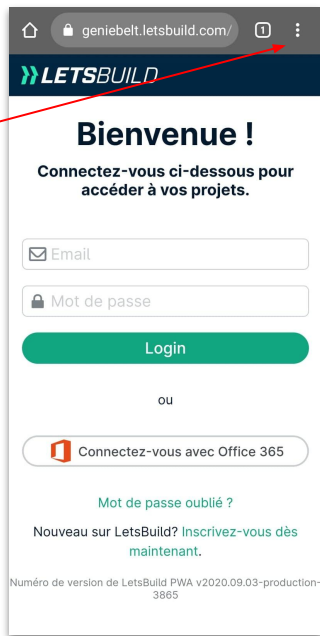 geniebelt.letsbuild.com/ 1
LETSBUILD
Bienvenue !
Connectez-vous ci-dessous pour
accéder à vos projets.
Email
Mot de passe
Login
ou
Connectez-vous avec Office 365
Mot de passe oublié ?
Nouveau sur LetsBuild? Inscrivez-vous dès
maintenant.
Numéro de version de LetsBuild PWA v2020.09.03-production-
3865